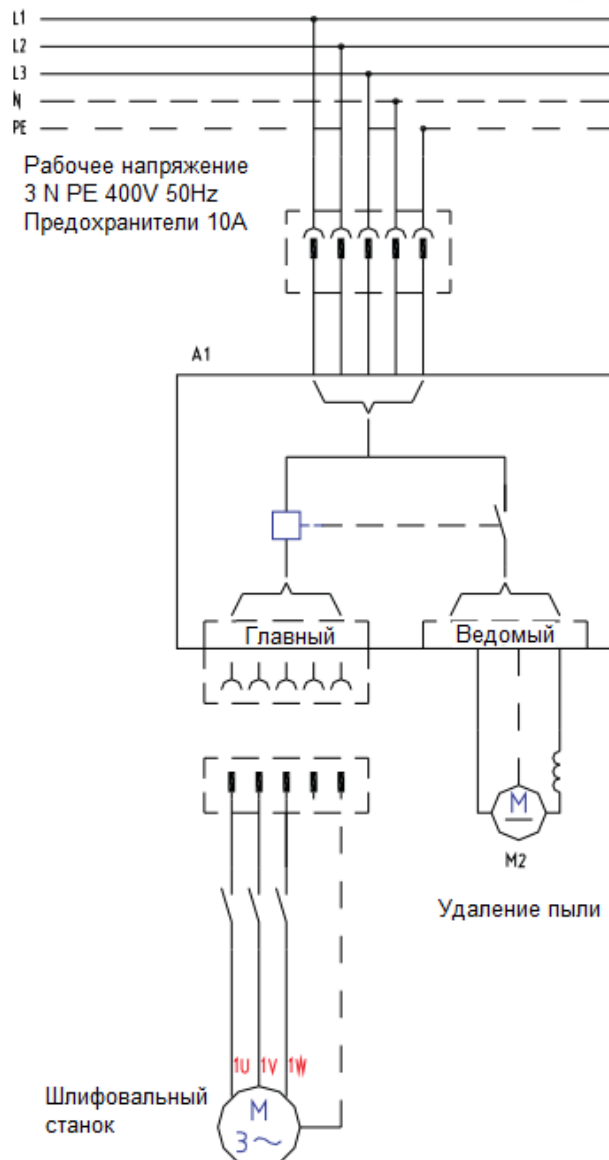 L1
L2
L3
N
PE
Рабочее напряжение
3 N PE 400V 50Hz
Предохранители 10A
A1
Главный
Ведомый
M
M2
Удаление пыли
1U 1V 1W
Шлифовальный
станок
M
3~